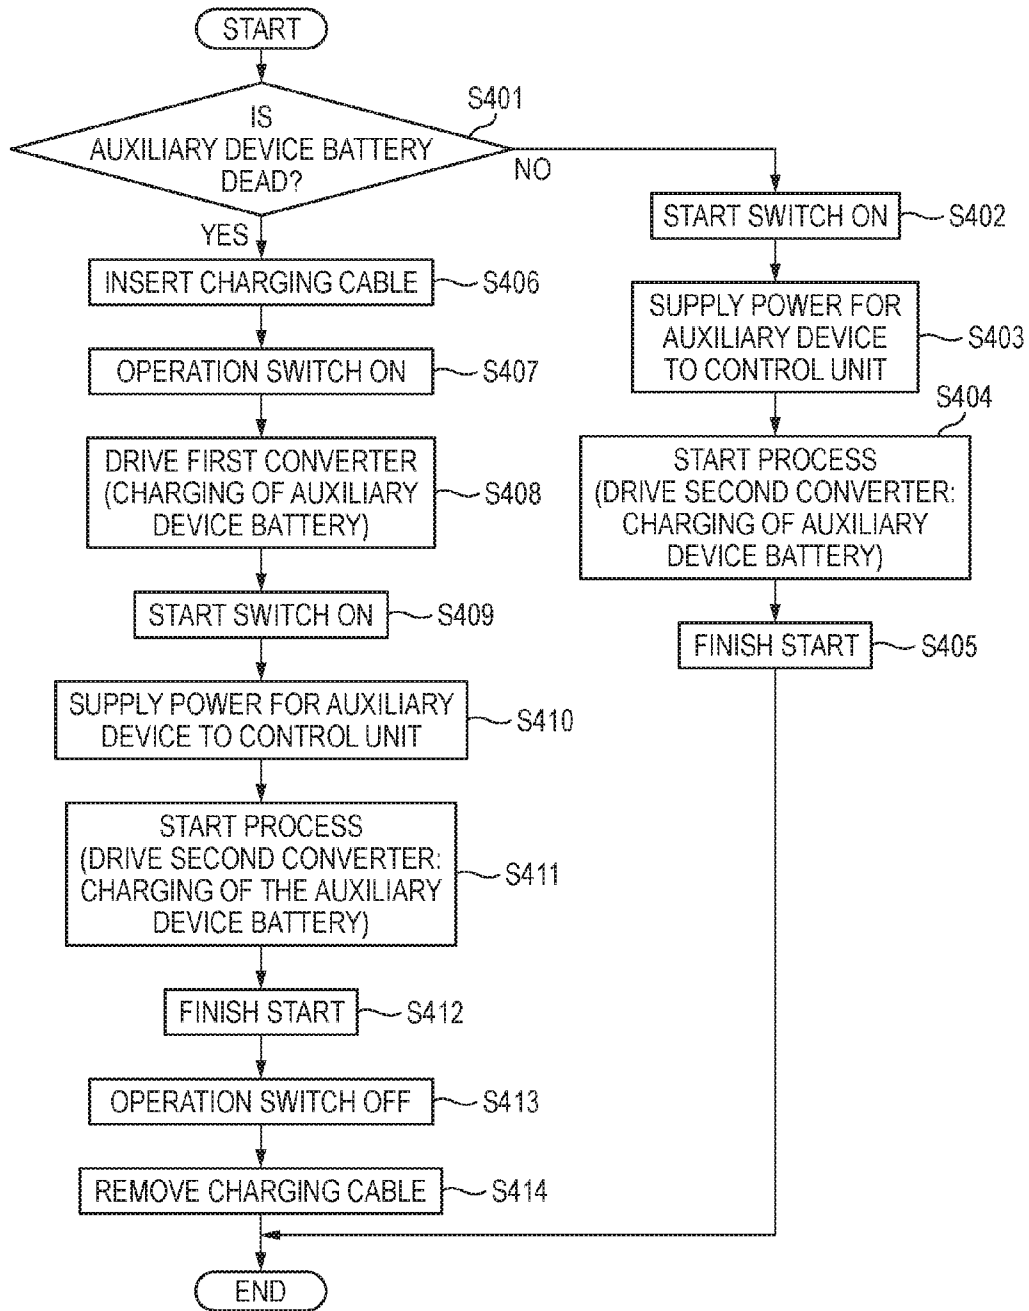 START
IS
AUXILIARY DEVICE BATTERY
DEAD?
S401
NO
YES
START SWITCH ON
S402
SUPPLY POWER FOR
AUXILIARY DEVICE
TO CONTROL UNIT
S403
START PROCESS
(DRIVE SECOND CONVERTER:
CHARGING OF AUXILIARY
DEVICE BATTERY)
S404
FINISH START
S405
INSERT CHARGING CABLE
S406
OPERATION SWITCH ON
S407
DRIVE FIRST CONVERTER
(CHARGING OF AUXILIARY
DEVICE BATTERY)
S408
START SWITCH ON
S409
SUPPLY POWER FOR AUXILIARY
DEVICE TO CONTROL UNIT
S410
START PROCESS
(DRIVE SECOND CONVERTER:
CHARGING OF THE AUXILIARY
DEVICE BATTERY)
S411
FINISH START
S412
OPERATION SWITCH OFF
S413
REMOVE CHARGING CABLE
S414
END